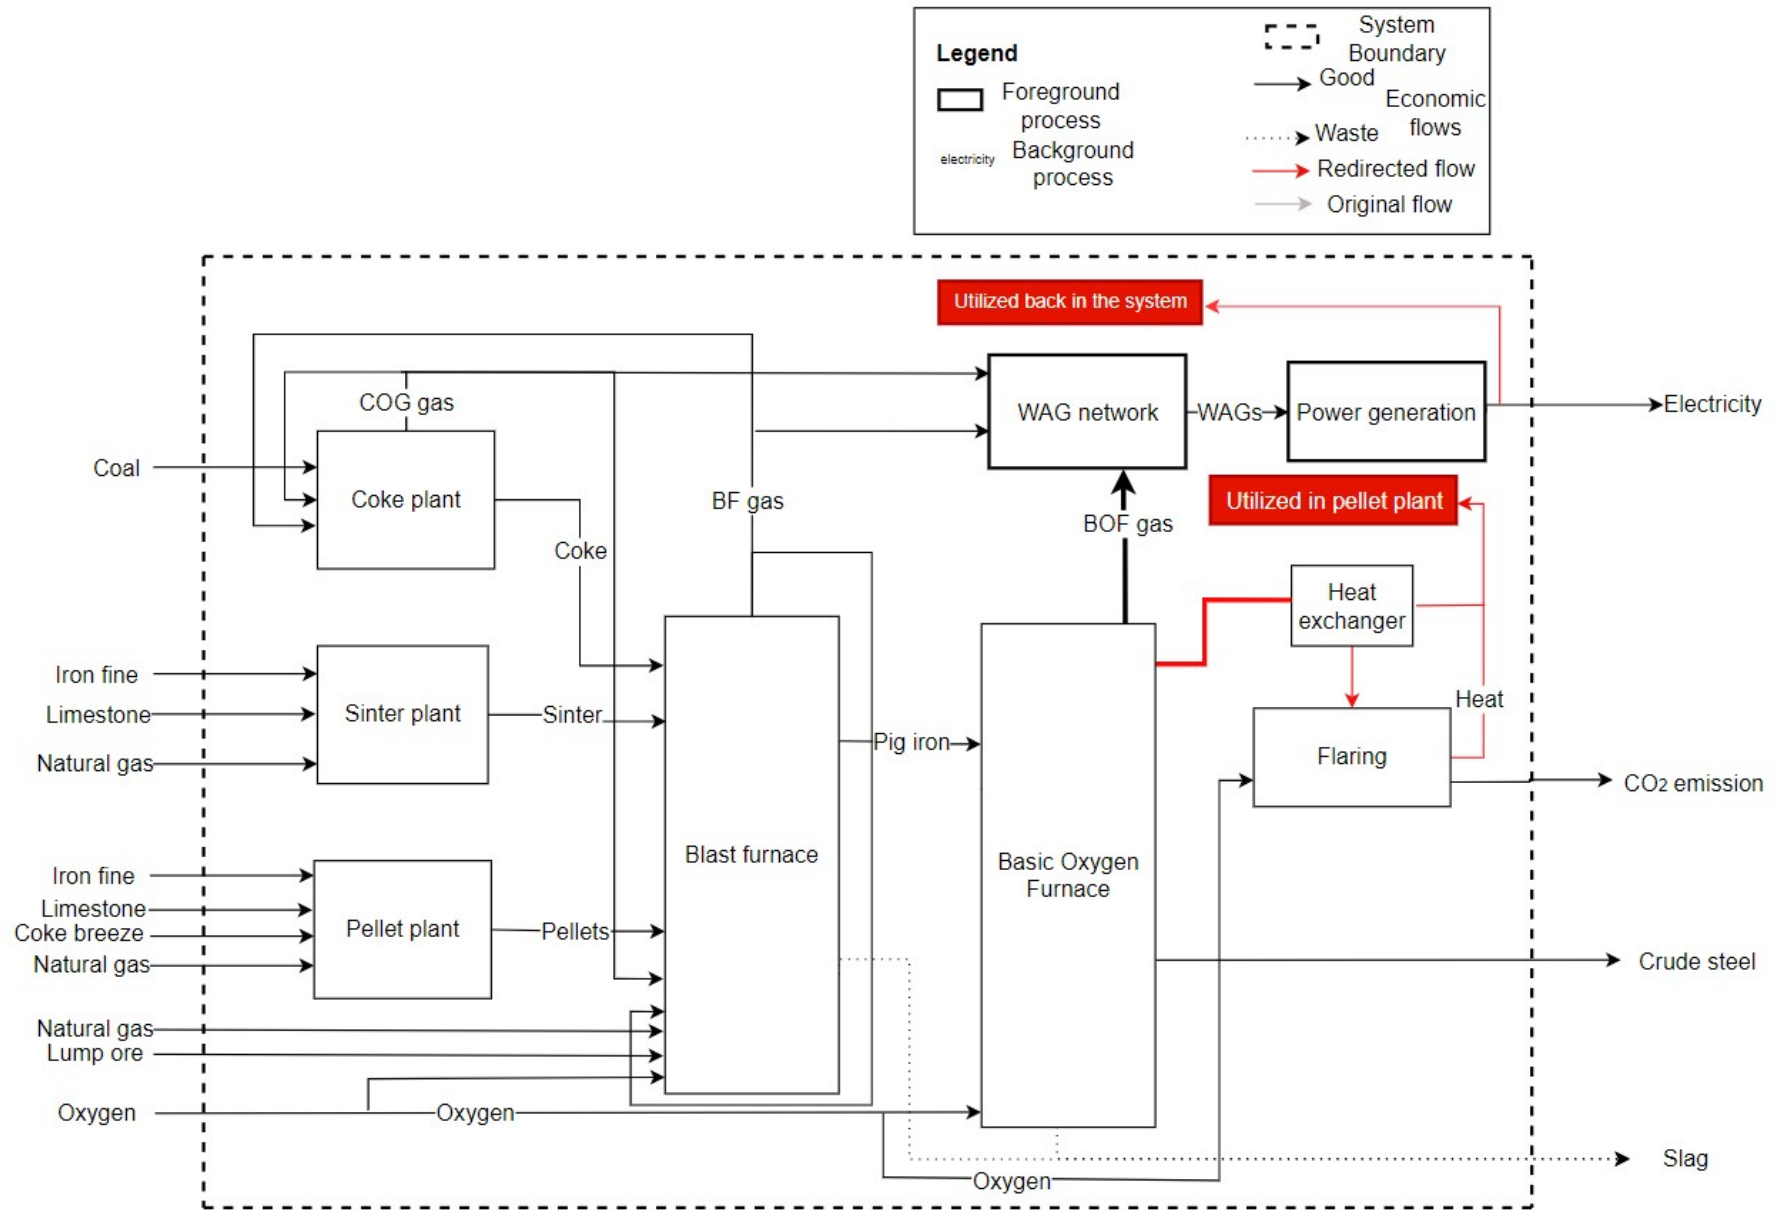 Legend
Foreground
process
electricity
Background
process
System
Boundary
Good
Economic
flows
Waste
Redirected flow
Original flow
Utilized back in the system
COG gas
WAG network
WAGs
Power generation
Electricity
Coal
Coke plant
BF gas
Utilized in pellet plant
BOF gas
Coke
Heat
exchanger
Iron fine
Limestone
Natural gas
Sinter plant
Sinter
Pig iron
Heat
Flaring
CO2 emission
Blast furnace
Basic Oxygen
Furnace
Iron fine
Limestone
Coke breeze
Natural gas
Pellet plant
Pellets
Crude steel
Natural gas
Lump ore
Oxygen
Oxygen
Oxygen
Slag